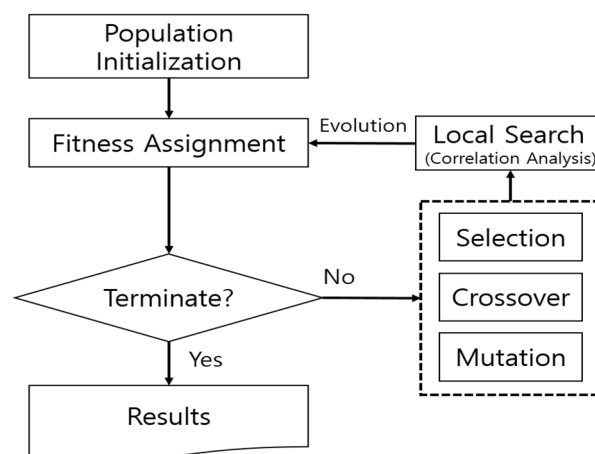 Population
Initialization
Fitness Assignment
Evolution
Local Search
(Correlation Analysis)
Selection
Crossover
Mutation
Terminate?
No
Yes
Results